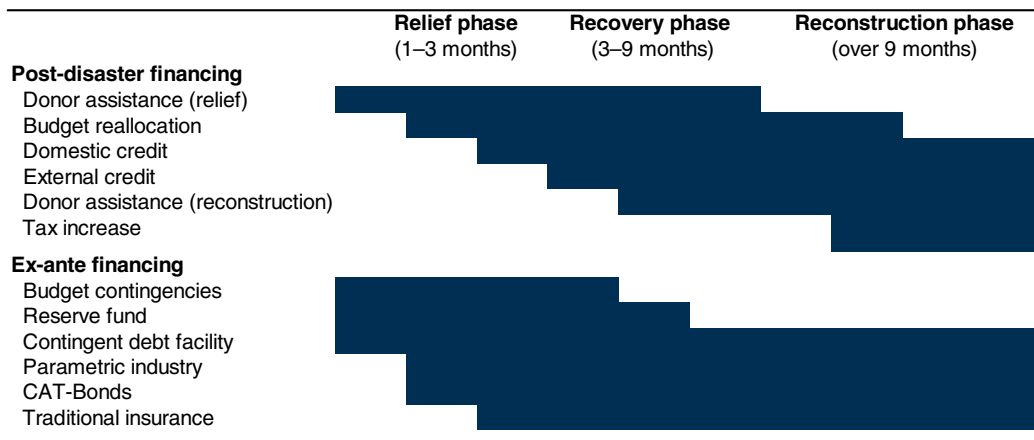 Relief phase Recovery phase Reconstruction phase
(1–3 months) (3–9 months) (over 9 months)
Post-disaster financing
Donor assistance (relief)
Budget reallocation
Domestic credit
External credit
Donor assistance (reconstruction)
Tax increase
Ex-ante financing
Budget contingencies
Reserve fund
Contingent debt facility
Parametric industry
CAT-Bonds
Traditional insurance